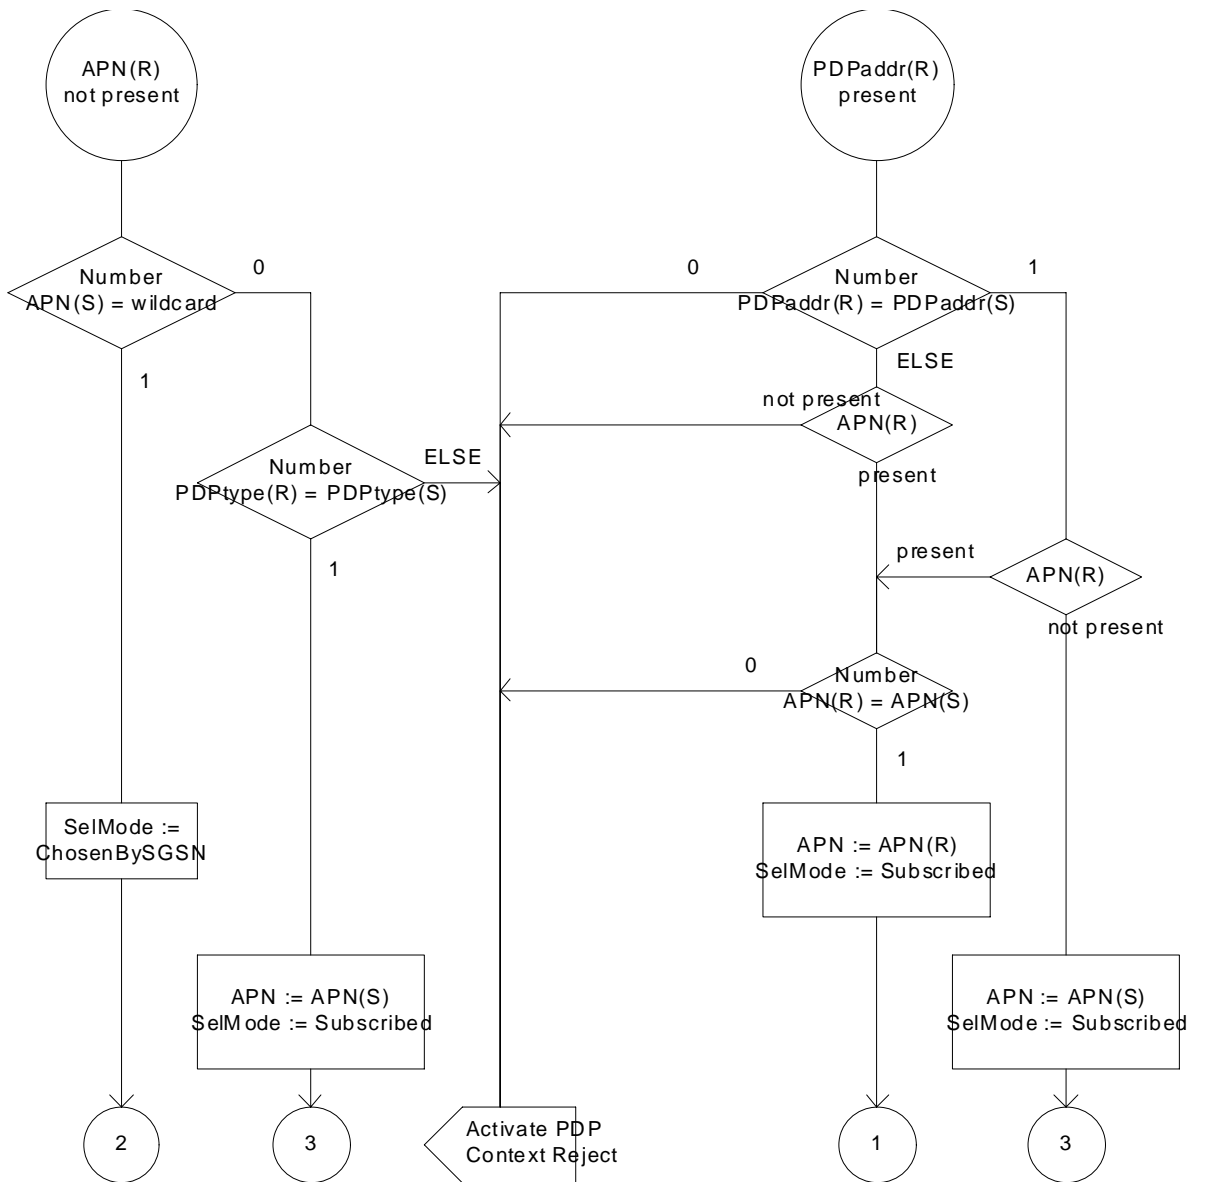 APN(R)
not present
PDPaddr(R)
present
Number
APN(S) = wildcard
0
1
0
Number
PDPaddr(R) = PDPaddr(S)
1
ELSE
not present
APN(R)
present
Number
PDPtype(R) = PDPtype(S)
ELSE
1
present
APN(R)
not present
0
Number
APN(R) = APN(S)
1
SelMode :=
ChosenBySGSN
APN := APN(R)
SelMode := Subscribed
APN := APN(S)
SelMode := Subscribed
APN := APN(S)
SelMode := Subscribed
2
3
Activate PDP
Context Reject
1
3